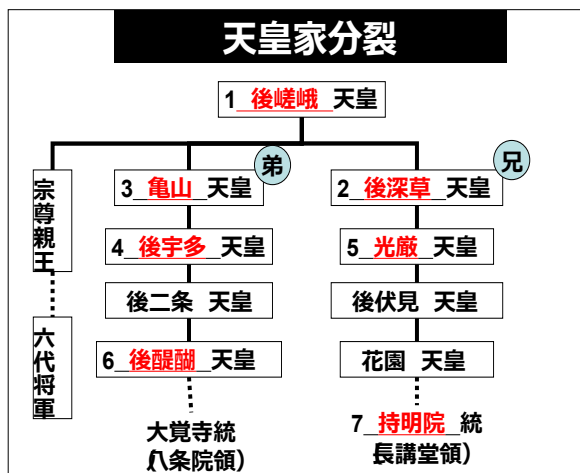 天皇家分裂
1 後嵯峨 天皇
弟
兄
宗尊親王
3 亀山 天皇
2 後深草 天皇
4 後宇多 天皇
5 光厳 天皇
後二条 天皇
後伏見 天皇
六代将軍
6 後醍醐 天皇
花園 天皇
大覚寺統
(八条院領)
7 持明院 統
長講堂領)